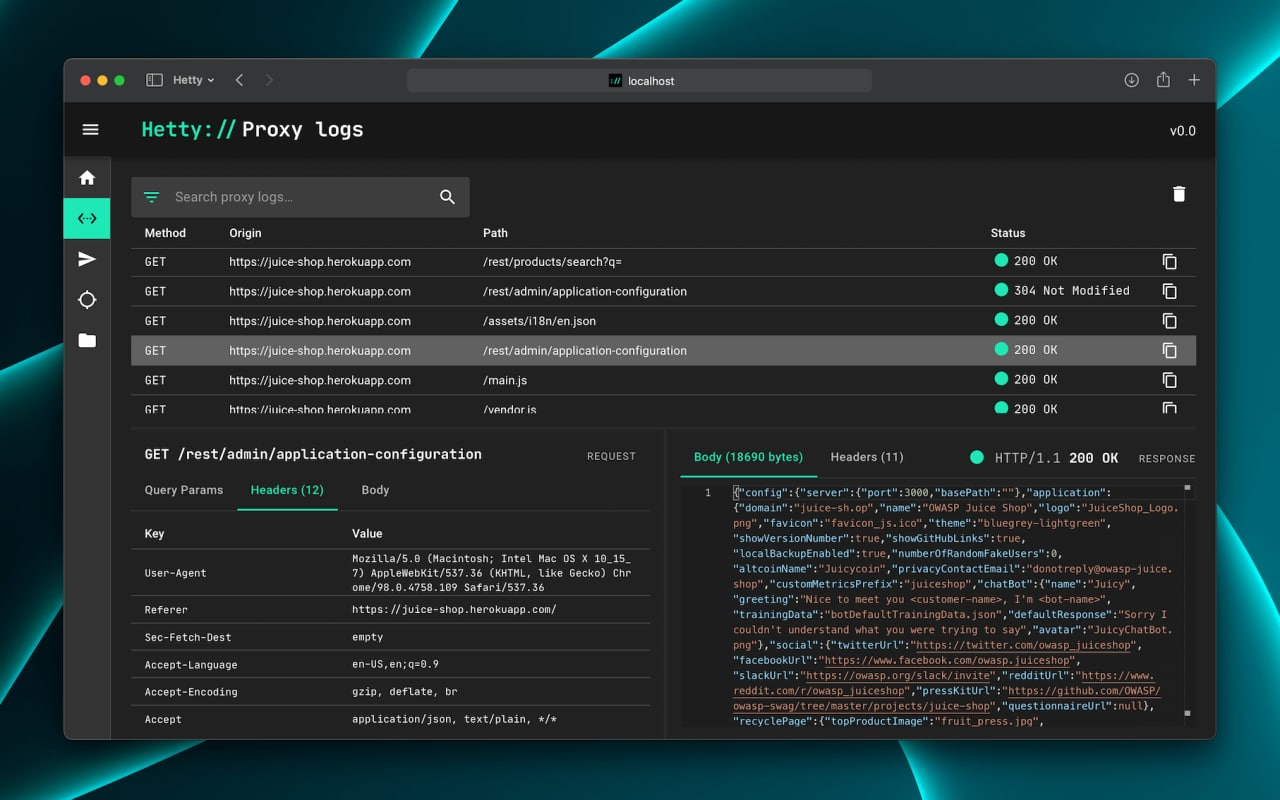 Hetty
localhost
Hetty:// Proxy logs
v0.0
Search proxy logs…
Method Origin Path Status
GET https://juice-shop.herokuapp.com /rest/products/search?q= 200 OK
GET https://juice-shop.herokuapp.com /rest/admin/application-configuration 304 Not Modified
GET https://juice-shop.herokuapp.com /assets/i18n/en.json 200 OK
GET https://juice-shop.herokuapp.com /rest/admin/application-configuration 200 OK
GET https://juice-shop.herokuapp.com /main.js 200 OK
GET https://juice-shop.herokuapp.com /vendor.js 200 OK
GET /rest/admin/application-configuration REQUEST
Query Params Headers (12) Body
Key Value
User-Agent
Mozilla/5.0 (Macintosh; Intel Mac OS X 10_15_
7) AppleWebKit/537.36 (KHTML, like Gecko) Chr
ome/98.0.4758.109 Safari/537.36
Referer https://juice-shop.herokuapp.com/
Sec-Fetch-Dest empty
Accept-Language en-US,en;q=0.9
Accept-Encoding gzip, deflate, br
Accept application/json, text/plain, */*
Body (18690 bytes) Headers (11) HTTP/1.1 200 OK RESPONSE
1 {"config":{"server":{"port":3000,"basePath":""},"application":
{"domain":"juice-sh.op","name":"OWASP Juice Shop","logo":"JuiceShop_Logo.
png","favicon":"favicon_js.ico","theme":"bluegrey-lightgreen",
"showVersionNumber":true,"showGitHubLinks":true,
"localBackupEnabled":true,"numberOfRandomFakeUsers":0,
"altcoinName":"Juicycoin","privacyContactEmail":"donotreply@owasp-juice.
shop","customMetricsPrefix":"juiceshop","chatBot":{"name":"Juicy",
"greeting":"Nice to meet you <customer-name>, I'm <bot-name>",
"trainingData":"botDefaultTrainingData.json","defaultResponse":"Sorry I
couldn't understand what you were trying to say","avatar":"JuicyChatBot.
png"},"social":{"twitterUrl":"https://twitter.com/owasp_juiceshop",
"facebookUrl":"https://www.facebook.com/owasp.juiceshop",
"slackUrl":"https://owasp.org/slack/invite","redditUrl":"https://www.
reddit.com/r/owasp_juiceshop","pressKitUrl":"https://github.com/OWASP/
owasp-swag/tree/master/projects/juice-shop","questionnaireUrl":null},
"recyclePage":{"topProductImage":"fruit_press.jpg",